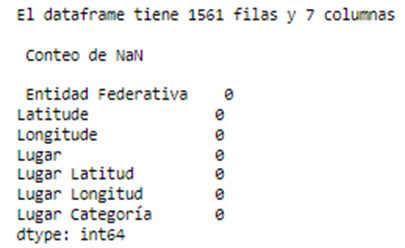 El dataframe tiene 1561 filas y 7 columnas
Conteo de NaN
Entidad Federativa 0
Latitude 0
Longitude 0
Lugar 0
Lugar Latitud 0
Lugar Longitud 0
Lugar Categoría 0
dtype: int64